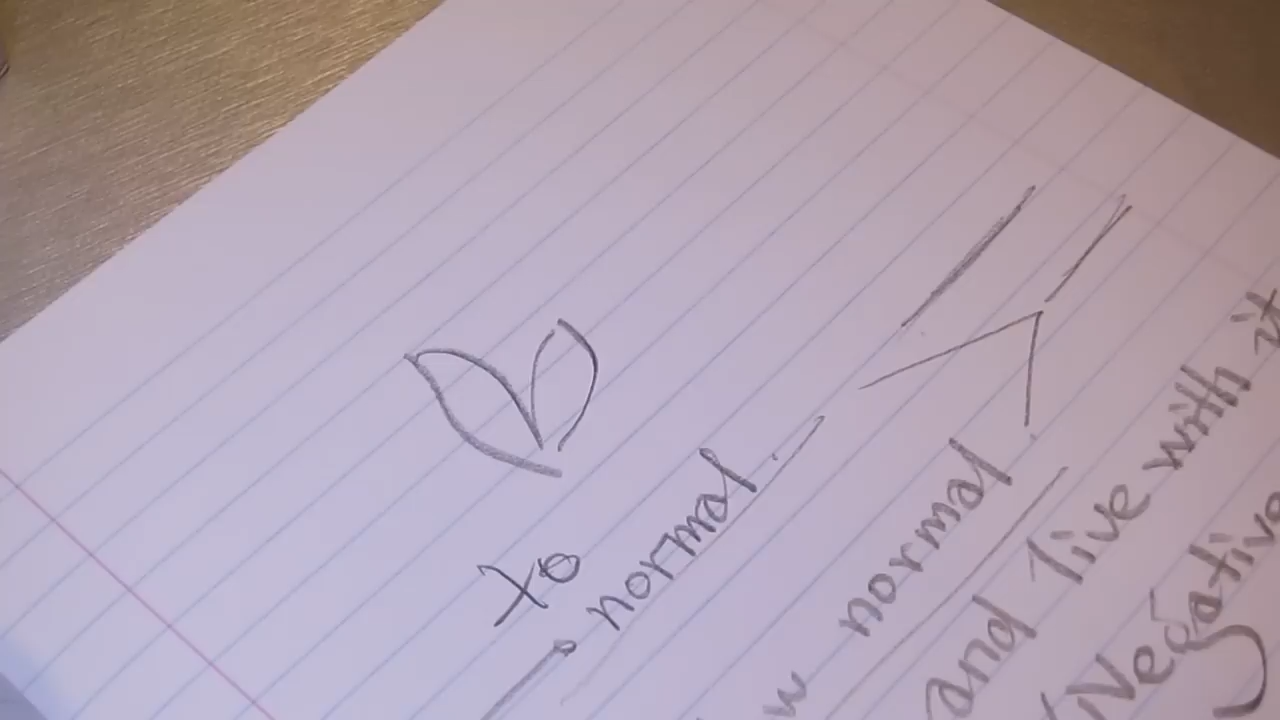 to
normal.
normal
and live with it
(Negative